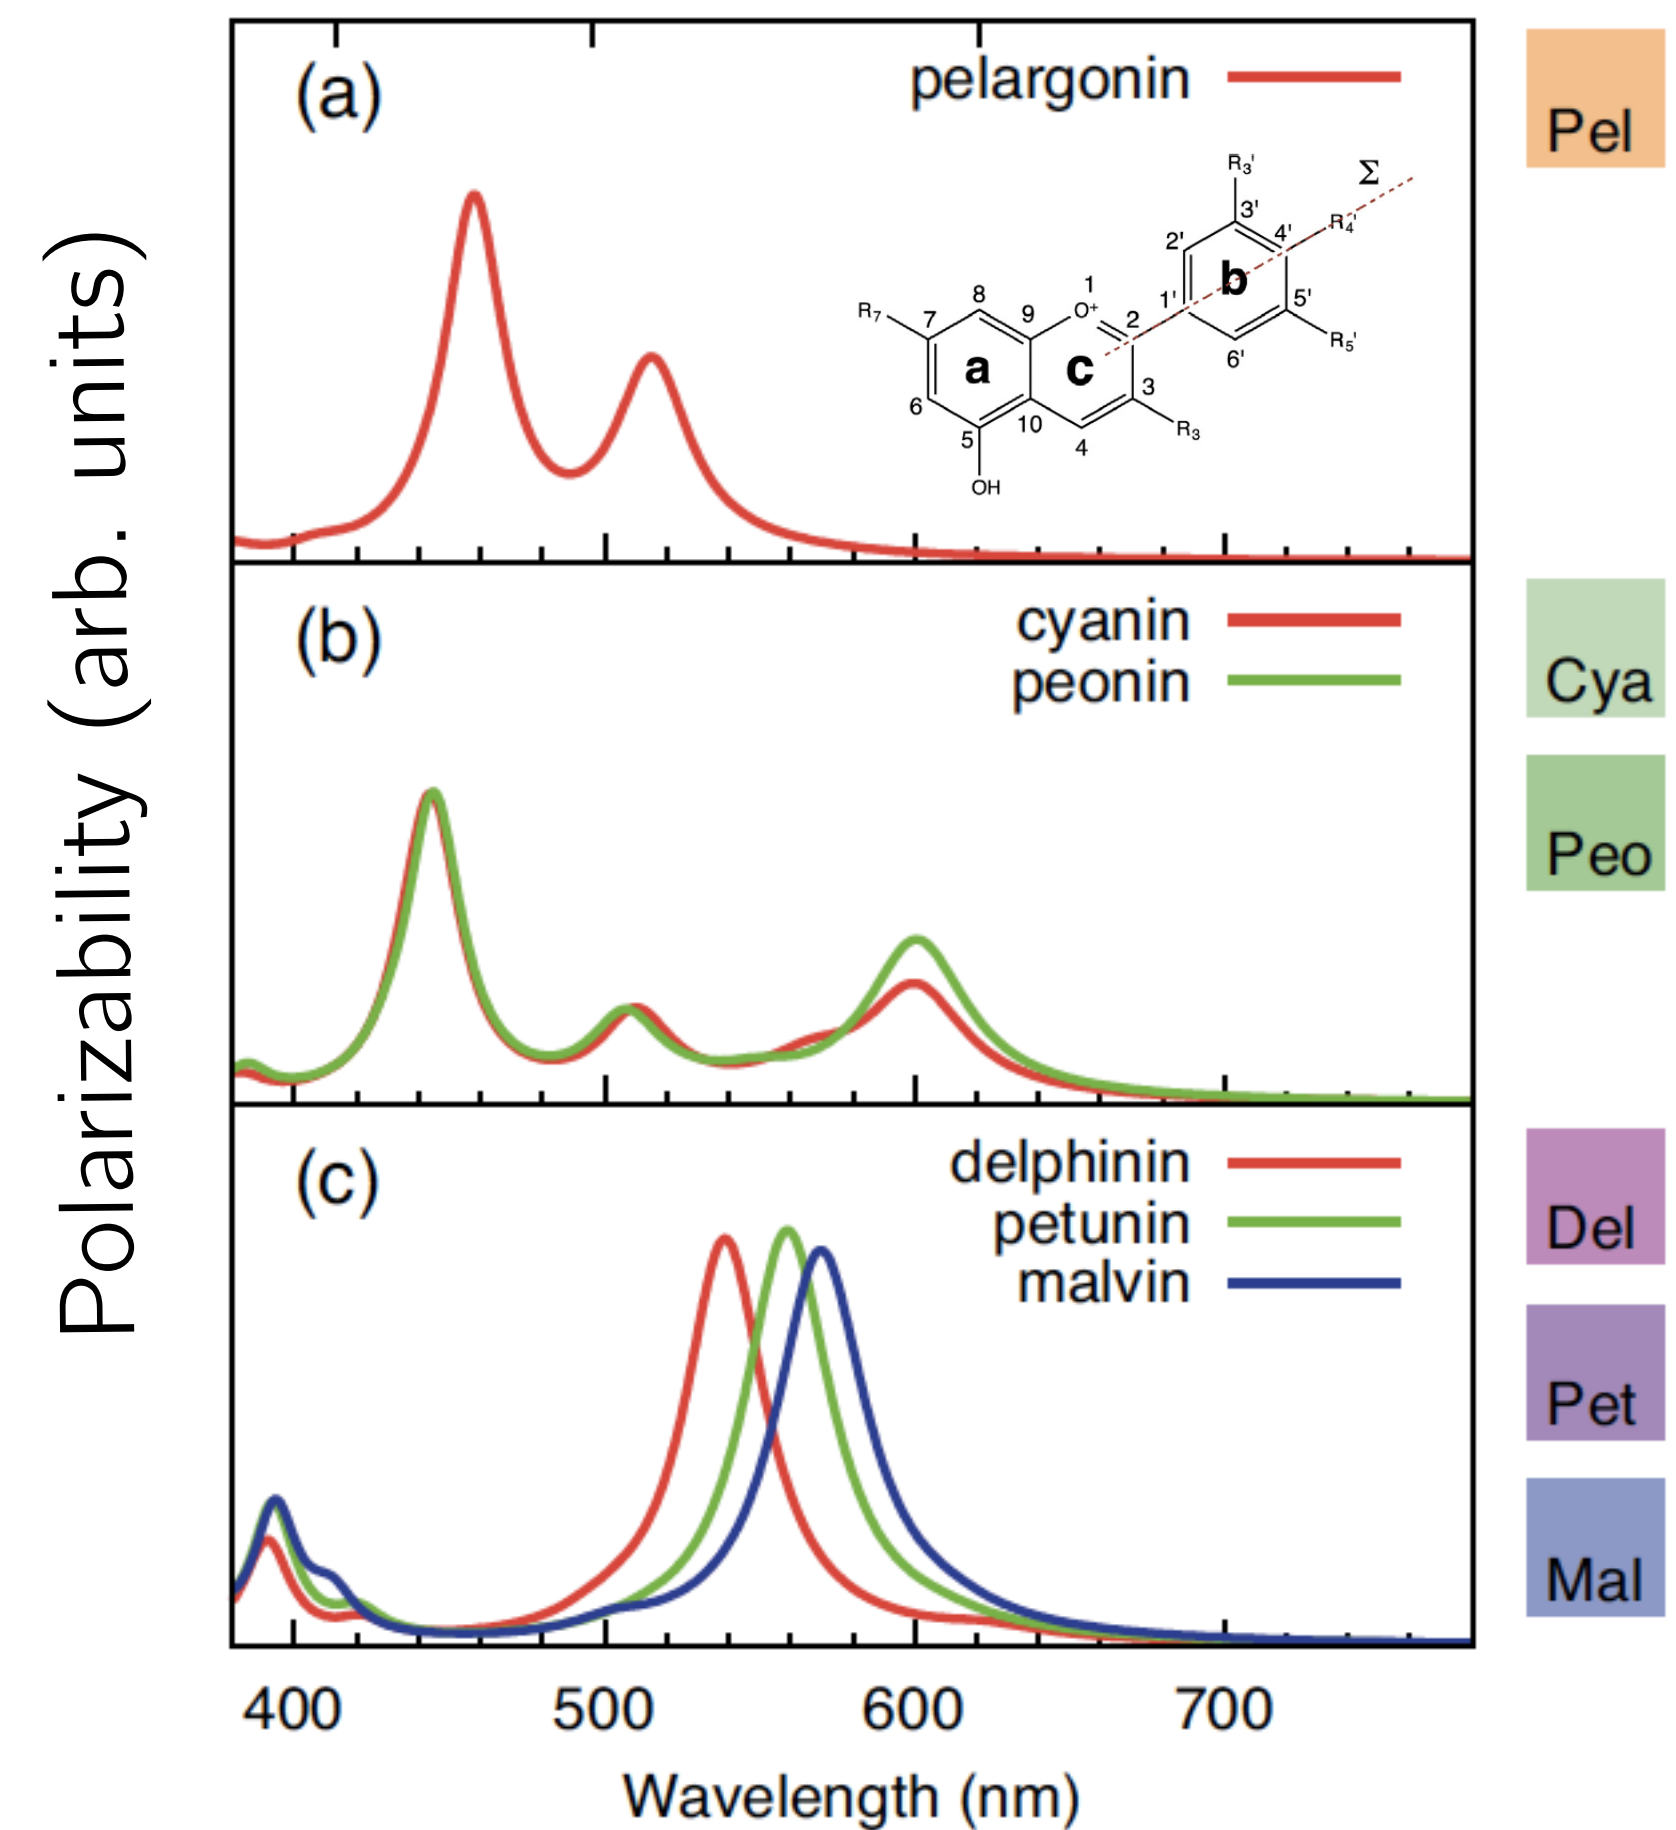 Polarizability (arb. units)
(a)
pelargonin
Pel
R3'
Σ
3'
R4'
2'
4'
b
1
8
1'
5'
R7
7
9
O+
2
R5'
6'
a
c
3
6
10
R3
5
4
OH
(b)
cyanin
peonin
Cya
Peo
(c)
delphinin
petunin
malvin
Del
Pet
Mal
400 500 600 700
Wavelength (nm)